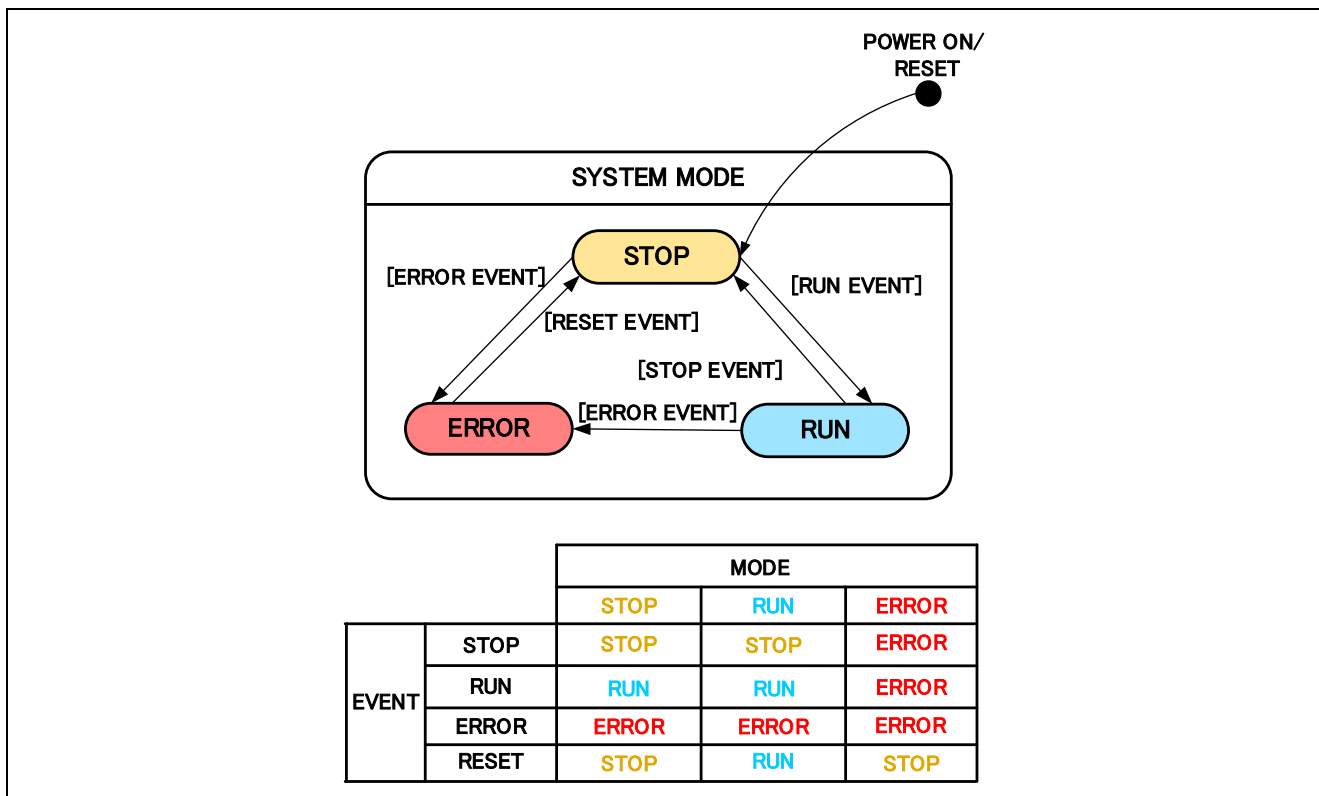 POWER ON/
RESET
SYSTEM MODE
STOP
[ERROR EVENT]
[RUN EVENT]
[RESET EVENT]
[STOP EVENT]
[ERROR EVENT]
ERROR
RUN
MODE
STOP RUN ERROR
STOP STOP STOP ERROR
RUN RUN RUN ERROR
EVENT
ERROR ERROR ERROR ERROR
RESET STOP RUN STOP